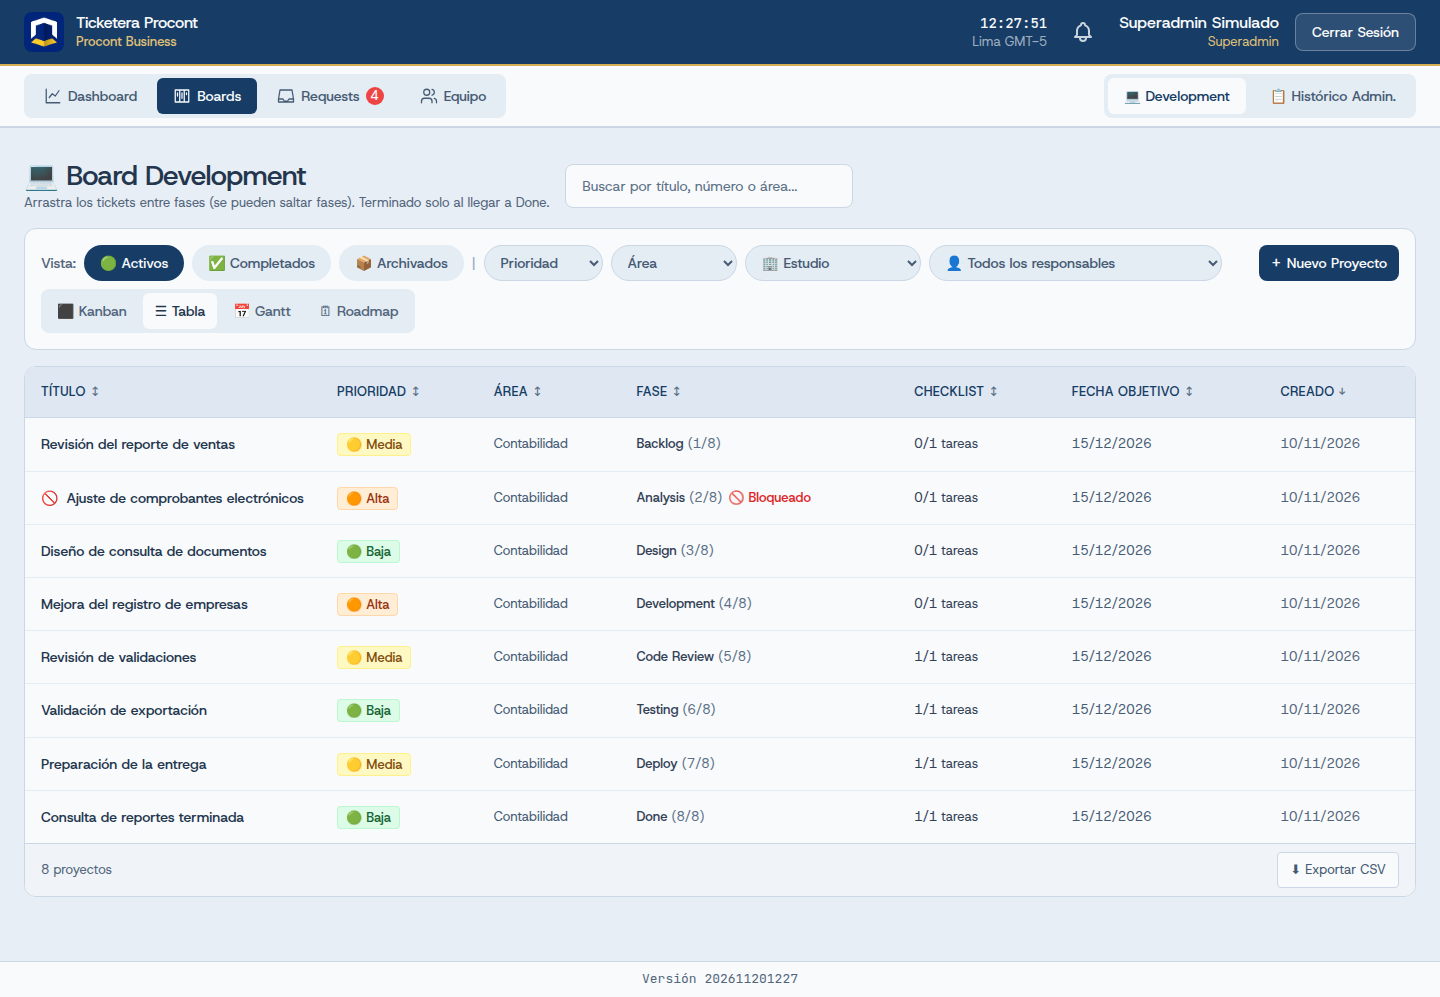 Ticketera Procont
Procont Business
12:27:51
Lima GMT-5
Superadmin Simulado
Superadmin
Cerrar Sesión
Dashboard
Boards
Requests 4
Equipo
Development
Histórico Admin.
Board Development
Arrastra los tickets entre fases (se pueden saltar fases). Terminado solo al llegar a Done.
Buscar por título, número o área...
Vista: Activos Completados Archivados | Prioridad Área Estudio Todos los responsables + Nuevo Proyecto
Kanban Tabla Gantt Roadmap
TÍTULO ↕ PRIORIDAD ↕ ÁREA ↕ FASE ↕ CHECKLIST ↕ FECHA OBJETIVO ↕ CREADO ↓
Revisión del reporte de ventas Media Contabilidad Backlog (1/8) 0/1 tareas 15/12/2026 10/11/2026
Ajuste de comprobantes electrónicos Alta Contabilidad Analysis (2/8) Bloqueado 0/1 tareas 15/12/2026 10/11/2026
Diseño de consulta de documentos Baja Contabilidad Design (3/8) 0/1 tareas 15/12/2026 10/11/2026
Mejora del registro de empresas Alta Contabilidad Development (4/8) 0/1 tareas 15/12/2026 10/11/2026
Revisión de validaciones Media Contabilidad Code Review (5/8) 1/1 tareas 15/12/2026 10/11/2026
Validación de exportación Baja Contabilidad Testing (6/8) 1/1 tareas 15/12/2026 10/11/2026
Preparación de la entrega Media Contabilidad Deploy (7/8) 1/1 tareas 15/12/2026 10/11/2026
Consulta de reportes terminada Baja Contabilidad Done (8/8) 1/1 tareas 15/12/2026 10/11/2026
8 proyectos
Exportar CSV
Versión 202611201227